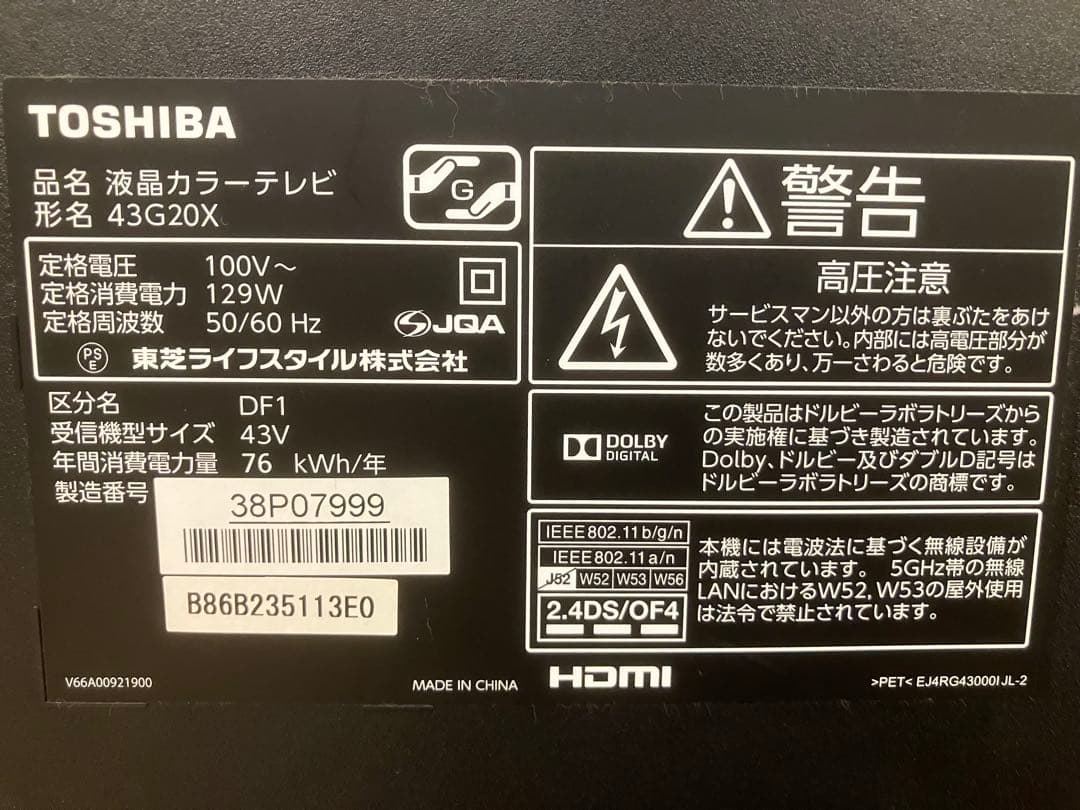 TOSHIBA
品名 液晶カラーテレビ
形名 43G20X
G
定格電圧 100V～
定格消費電力 129W
定格周波数 50/60 Hz
JQA
PS
E
東芝ライフスタイル株式会社
区分名 DF1
受信機型サイズ 43V
年間消費電力量 76 kWh/年
製造番号
38P07999
B86B235113E0
V66A00921900
MADE IN CHINA
警告
高圧注意
サービスマン以外の方は裏ぶたをあけ
ないでください。内部には高電圧部分が
数多くあり、万一さわると危険です。
DOLBY
DIGITAL
この製品はドルビーラボラトリーズから
の実施権に基づき製造されています。
Dolby、ドルビー及びダブルD記号は
ドルビーラボラトリーズの商標です。
IEEE802.11b/g/n
IEEE802.11a/n
J52 W52 W53 W56
2.4DS/OF4
本機には電波法に基づく無線設備が
内蔵されています。 5GHz帯の無線
LANにおけるW52，W53の屋外使用
は法令で禁止されています。
HDMI
>PET< EJ4RG43000IJL-2